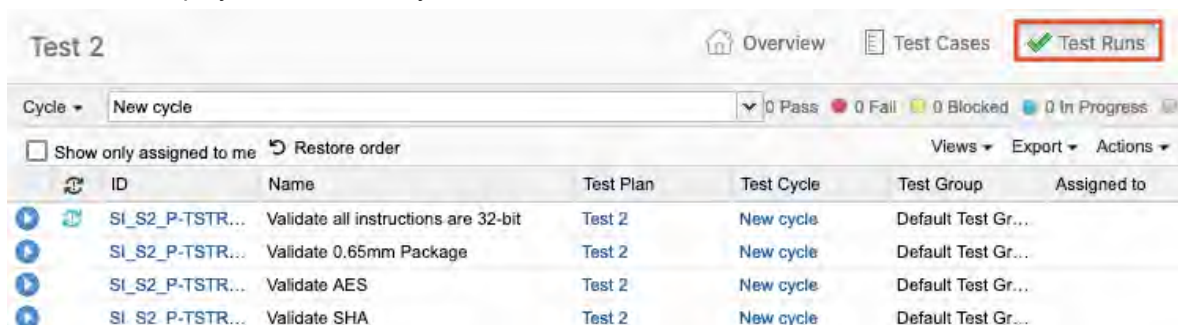 Test 2 Overview Test Cases Test Runs
Cycle New cycle 0 Pass 0 Fail 0 Blocked 0 In Progress
Show only assigned to me Restore order Views Export Actions
ID Name Test Plan Test Cycle Test Group Assigned to
SI_S2_P-TSTR... Validate all instructions are 32-bit Test 2 New cycle Default Test Gr...
SI_S2_P-TSTR... Validate 0.65mm Package Test 2 New cycle Default Test Gr...
SI_S2_P-TSTR... Validate AES Test 2 New cycle Default Test Gr...
SI_S2_P-TSTR... Validate SHA Test 2 New cycle Default Test Gr...